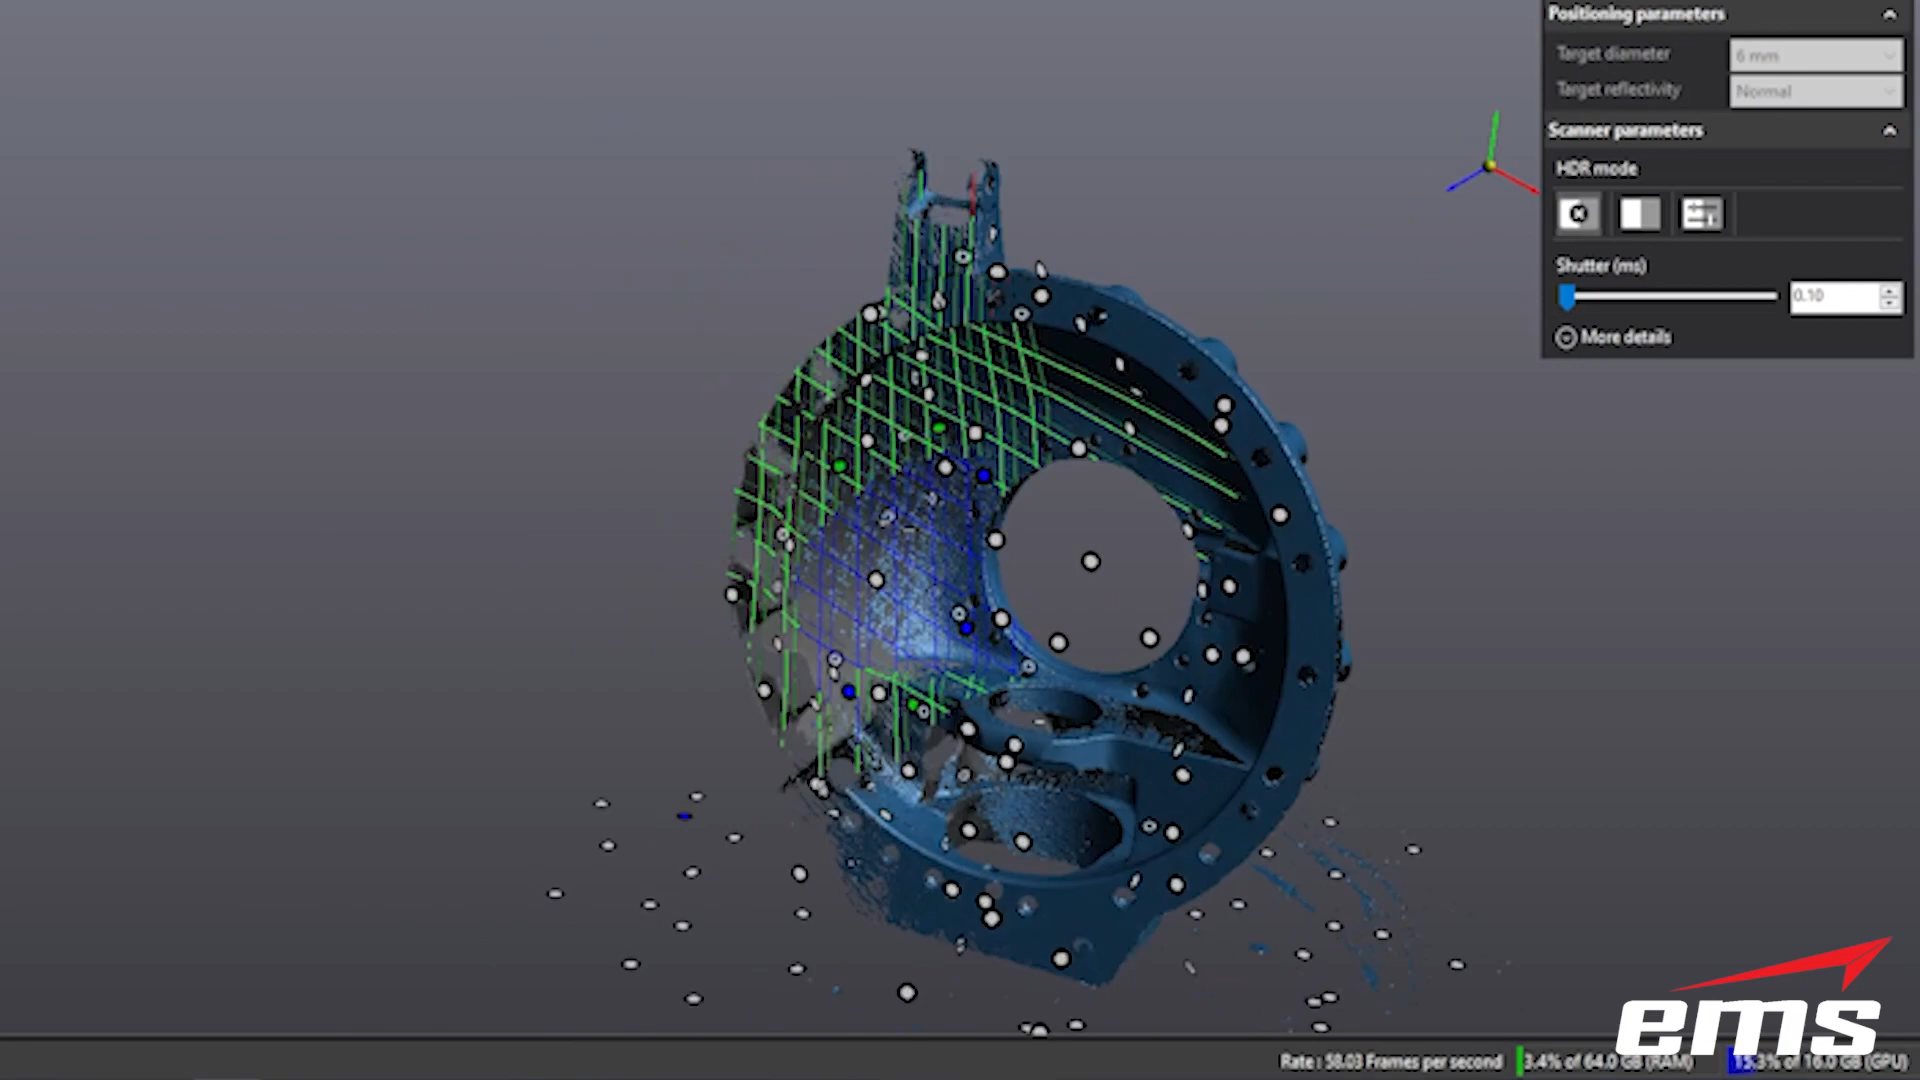 Positioning parameters
Target diameter
6 mm
Target reflectivity
Normal
Scanner parameters
HDR mode
Shutter (ms)
0.10
More details
ems
Rate : 58.03 Frames per second
3.4% of 64.0 GB (RAM)
15.3% of 16.0 GB (GPU)